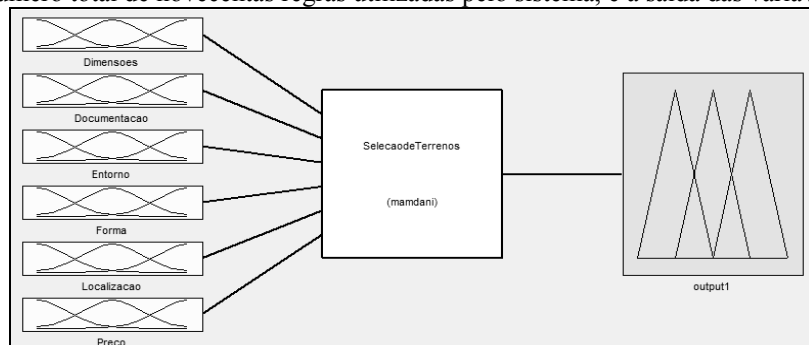 número total de novecentas regras utilizadas pelo sistema, e a saída das
Dimensoes
Documentacao
Entorno
Forma
Localizacao
Preco
SelecaodeTerrenos
(mamdani)
output1